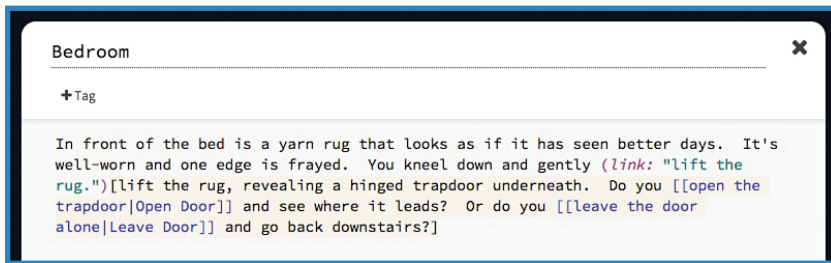 Bedroom
+Tag
In front of the bed is a yarn rug that looks as if it has seen better days.  It's
well-worn and one edge is frayed.  You kneel down and gently (link: "lift the
rug.")[lift the rug, revealing a hinged trapdoor underneath.  Do you [[open the
trapdoor|Open Door]] and see where it leads?  Or do you [[leave the door
alone|Leave Door]] and go back downstairs?]